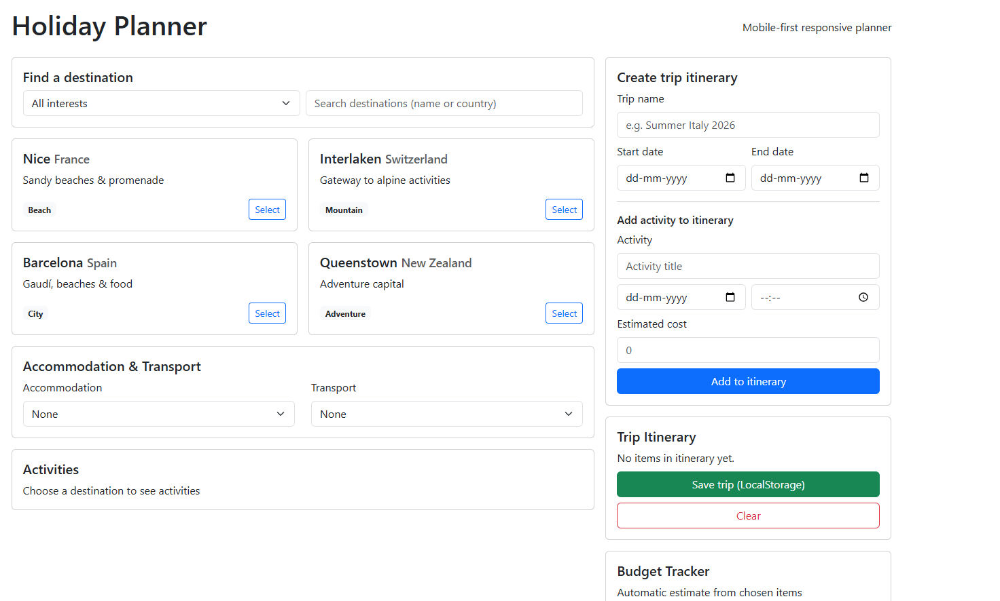 Holiday Planner
Mobile-first responsive planner
Find a destination
All interests
Search destinations (name or country)
Nice France
Sandy beaches & promenade
Beach
Select
Interlaken Switzerland
Gateway to alpine activities
Mountain
Select
Barcelona Spain
Gaudí, beaches & food
City
Select
Queenstown New Zealand
Adventure capital
Adventure
Select
Accommodation & Transport
Accommodation
None
Transport
None
Activities
Choose a destination to see activities
Create trip itinerary
Trip name
e.g. Summer Italy 2026
Start date
End date
dd-mm-yyyy
dd-mm-yyyy
Add activity to itinerary
Activity
Activity title
dd-mm-yyyy
--:--
Estimated cost
0
Add to itinerary
Trip Itinerary
No items in itinerary yet.
Save trip (LocalStorage)
Clear
Budget Tracker
Automatic estimate from chosen items